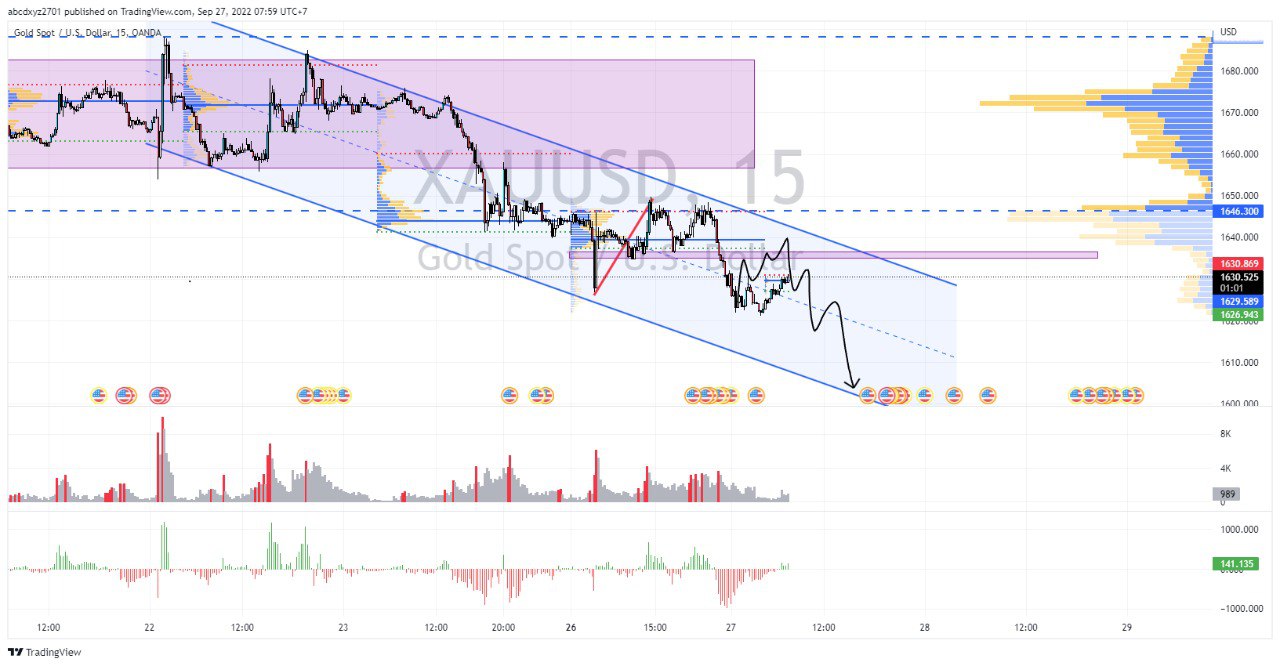 abcdxyz2701 published on TradingView.com, Sep 27, 2022 07:59 UTC+7
Gold Spot / U.S. Dollar, 15, OANDA
USD
1680.000
1670.000
1660.000
XAUUSD, 15
1650.000
1646.300
1640.000
Gold Spot / U.S. Dollar
1630.869
1630.525
01:01
1629.589
1626.943
1620.000
1610.000
1600.000
8K
4K
989
0
1000.000
141.135
0.000
−1000.000
12:00 22 12:00 23 12:00 20:00 26 15:00 27 12:00 28 12:00 29
TradingView